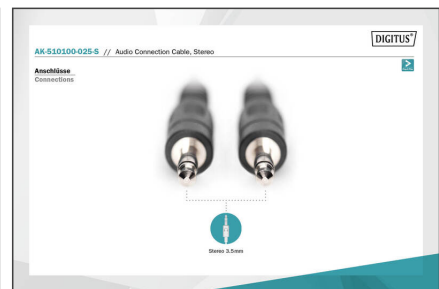 DIGITUS®
AK-510100-025-S // Audio Connection Cable, Stereo
Anschlüsse
Connections
Stereo 3.5mm